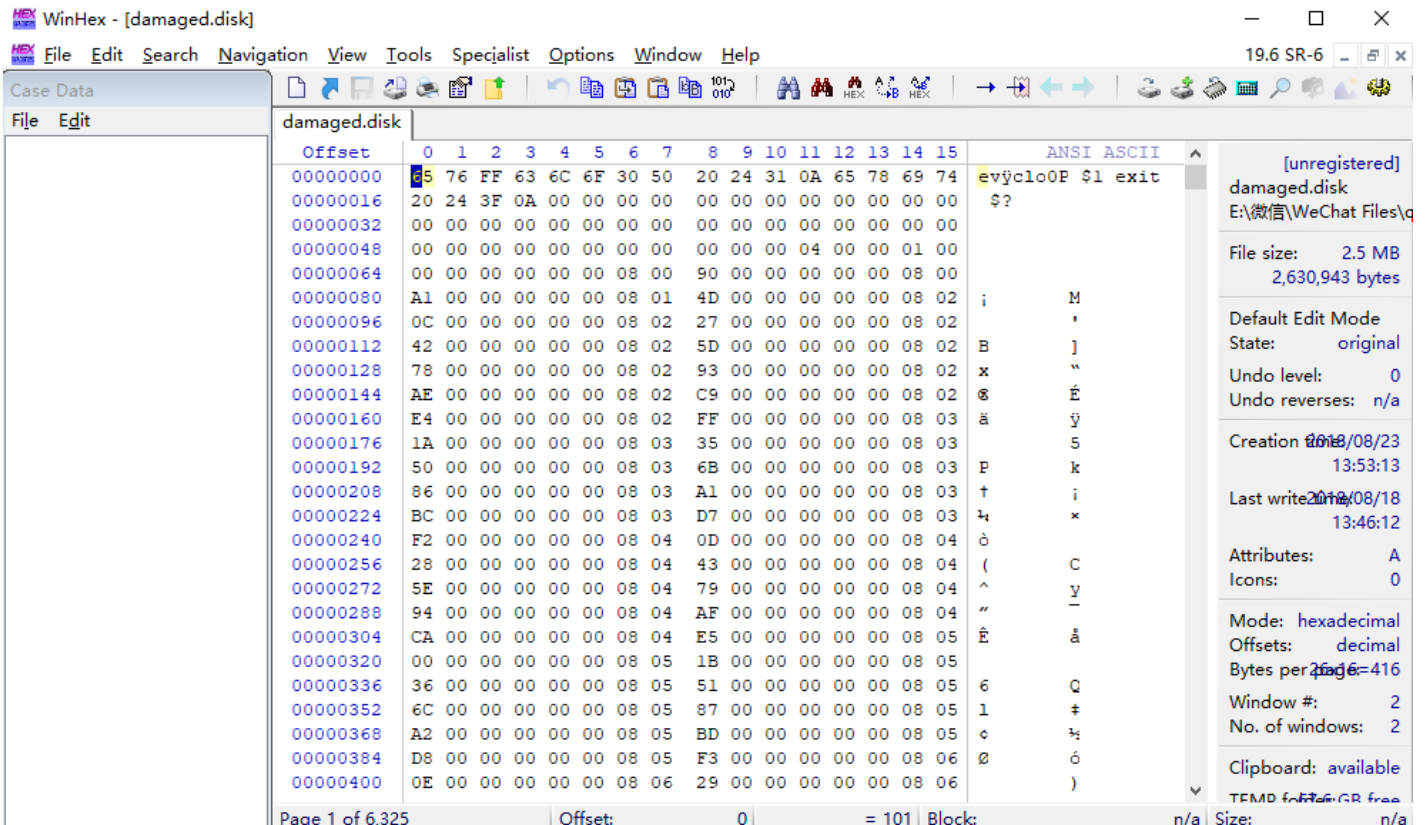 WinHex - [damaged.disk]
File Edit Search Navigation View Tools Specialist Options Window Help 19.6 SR-6
Case Data
File Edit
damaged.disk
Offset 0 1 2 3 4 5 6 7 8 9 10 11 12 13 14 15 ANSI ASCII
00000000 65 76 FF 63 6C 6F 30 50 20 24 31 0A 65 78 69 74 evÿclo0P $1 exit
00000016 20 24 3F 0A 00 00 00 00 00 00 00 00 00 00 00 00 $?
00000032 00 00 00 00 00 00 00 00 00 00 00 00 00 00 00 00
00000048 00 00 00 00 00 00 00 00 00 00 00 04 00 00 01 00
00000064 00 00 00 00 00 00 08 00 90 00 00 00 00 00 08 00
00000080 A1 00 00 00 00 00 08 01 4D 00 00 00 00 00 08 02 ¡ M
00000096 0C 00 00 00 00 00 08 02 27 00 00 00 00 00 08 02 '
00000112 42 00 00 00 00 00 08 02 5D 00 00 00 00 00 08 02 B ]
00000128 78 00 00 00 00 00 08 02 93 00 00 00 00 00 08 02 x “
00000144 AE 00 00 00 00 00 08 02 C9 00 00 00 00 00 08 02 ® É
00000160 E4 00 00 00 00 00 08 02 FF 00 00 00 00 00 08 03 ä ÿ
00000176 1A 00 00 00 00 00 08 03 35 00 00 00 00 00 08 03 5
00000192 50 00 00 00 00 00 08 03 6B 00 00 00 00 00 08 03 P k
00000208 86 00 00 00 00 00 08 03 A1 00 00 00 00 00 08 03 † ¡
00000224 BC 00 00 00 00 00 08 03 D7 00 00 00 00 00 08 03 ¼ ×
00000240 F2 00 00 00 00 00 08 04 0D 00 00 00 00 00 08 04 ò
00000256 28 00 00 00 00 00 08 04 43 00 00 00 00 00 08 04 ( C
00000272 5E 00 00 00 00 00 08 04 79 00 00 00 00 00 08 04 ^ y
00000288 94 00 00 00 00 00 08 04 AF 00 00 00 00 00 08 04 ” ¯
00000304 CA 00 00 00 00 00 08 04 E5 00 00 00 00 00 08 05 Ê å
00000320 00 00 00 00 00 00 08 05 1B 00 00 00 00 00 08 05
00000336 36 00 00 00 00 00 08 05 51 00 00 00 00 00 08 05 6 Q
00000352 6C 00 00 00 00 00 08 05 87 00 00 00 00 00 08 05 l ‡
00000368 A2 00 00 00 00 00 08 05 BD 00 00 00 00 00 08 05 ¢ ½
00000384 D8 00 00 00 00 00 08 05 F3 00 00 00 00 00 08 06 Ø ó
00000400 0E 00 00 00 00 00 08 06 29 00 00 00 00 00 08 06 )
[unregistered]
damaged.disk
E:\微信\WeChat Files\q
File size: 2.5 MB
2,630,943 bytes
Default Edit Mode
State: original
Undo level: 0
Undo reverses: n/a
Creation time: 2018/08/23
13:53:13
Last write time: 2018/08/18
13:46:12
Attributes: A
Icons: 0
Mode: hexadecimal
Offsets: decimal
Bytes per page: 26x16=416
Window #: 2
No. of windows: 2
Clipboard: available
TEMP folder: GB free
Page 1 of 6,325 Offset: 0 = 101 Block: n/a Size: n/a